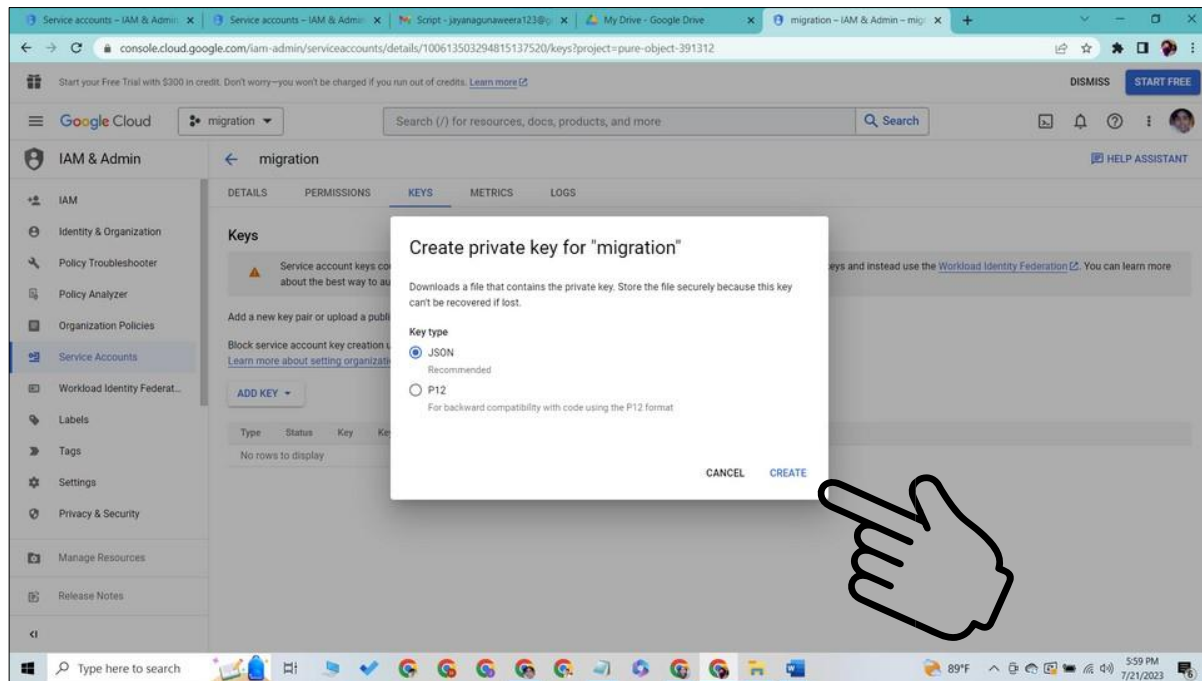 Service accounts – IAM & Admin
Service accounts – IAM & Admin
Script - jayanagunaweera123@g
My Drive - Google Drive
migration – IAM & Admin – mig
console.cloud.google.com/iam-admin/serviceaccounts/details/100613503294815137520/keys?project=pure-object-391312
Start your Free Trial with $300 in credit. Don't worry—you won't be charged if you run out of credits. Learn more
DISMISS
START FREE
Google Cloud
migration
Search (/) for resources, docs, products, and more
Search
IAM & Admin
migration
HELP ASSISTANT
DETAILS PERMISSIONS KEYS METRICS LOGS
IAM
Identity & Organization
Policy Troubleshooter
Policy Analyzer
Organization Policies
Service Accounts
Workload Identity Federat...
Labels
Tags
Settings
Privacy & Security
Manage Resources
Release Notes
Keys
Service account keys co
eys and instead use the Workload Identity Federation. You can learn more
about the best way to au
Add a new key pair or upload a publi
Block service account key creation u
Learn more about setting organizati
ADD KEY
Type Status Key Ke
No rows to display
Create private key for "migration"
Downloads a file that contains the private key. Store the file securely because this key
can't be recovered if lost.
Key type
JSON
Recommended
P12
For backward compatibility with code using the P12 format
CANCEL CREATE
Type here to search
89°F
5:59 PM
7/21/2023